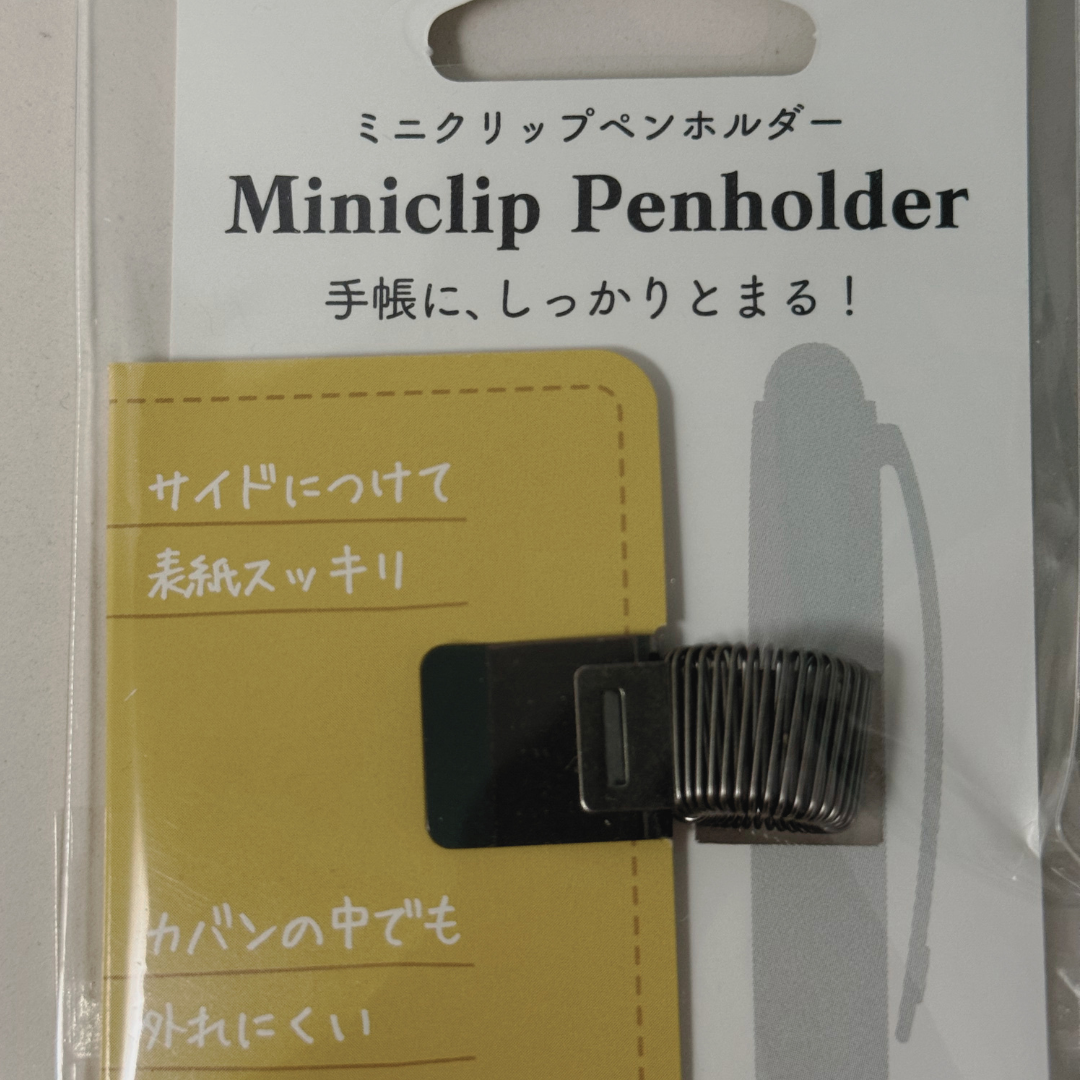 ミニクリップペンホルダー
Miniclip Penholder
手帳に、しっかりとまる！
サイドにつけて
表紙スッキリ
カバンの中でも
外れにくい